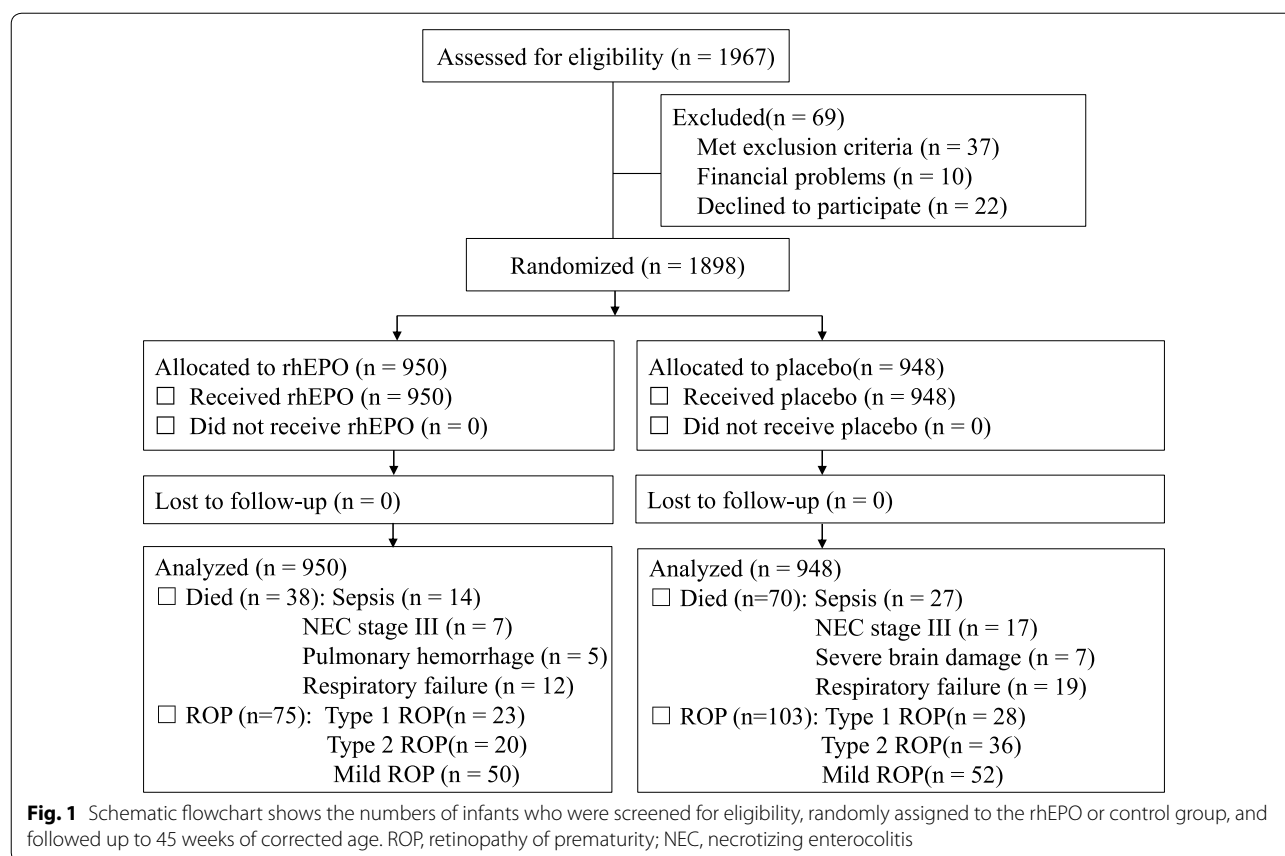 Assessed for eligibility (n = 1967)
Excluded(n = 69)
Met exclusion criteria (n = 37)
Financial problems (n = 10)
Declined to participate (n = 22)
Randomized (n = 1898)
Allocated to rhEPO (n = 950)
☐ Received rhEPO (n = 950)
☐ Did not receive rhEPO (n = 0)
Allocated to placebo(n = 948)
☐ Received placebo (n = 948)
☐ Did not receive placebo (n = 0)
Lost to follow-up (n = 0)
Lost to follow-up (n = 0)
Analyzed (n = 950)
☐ Died (n = 38): Sepsis (n = 14)
NEC stage III (n = 7)
Pulmonary hemorrhage (n = 5)
Respiratory failure (n = 12)
☐ ROP (n=75): Type 1 ROP(n = 23)
Type 2 ROP(n = 20)
Mild ROP (n = 50)
Analyzed (n = 948)
☐ Died (n=70): Sepsis (n = 27)
NEC stage III (n = 17)
Severe brain damage (n = 7)
Respiratory failure (n = 19)
☐ ROP (n=103): Type 1 ROP(n = 28)
Type 2 ROP(n = 36)
Mild ROP(n = 52)
Fig. 1 Schematic flowchart shows the numbers of infants who were screened for eligibility, randomly assigned to the rhEPO or control group, and
followed up to 45 weeks of corrected age. ROP, retinopathy of prematurity; NEC, necrotizing enterocolitis